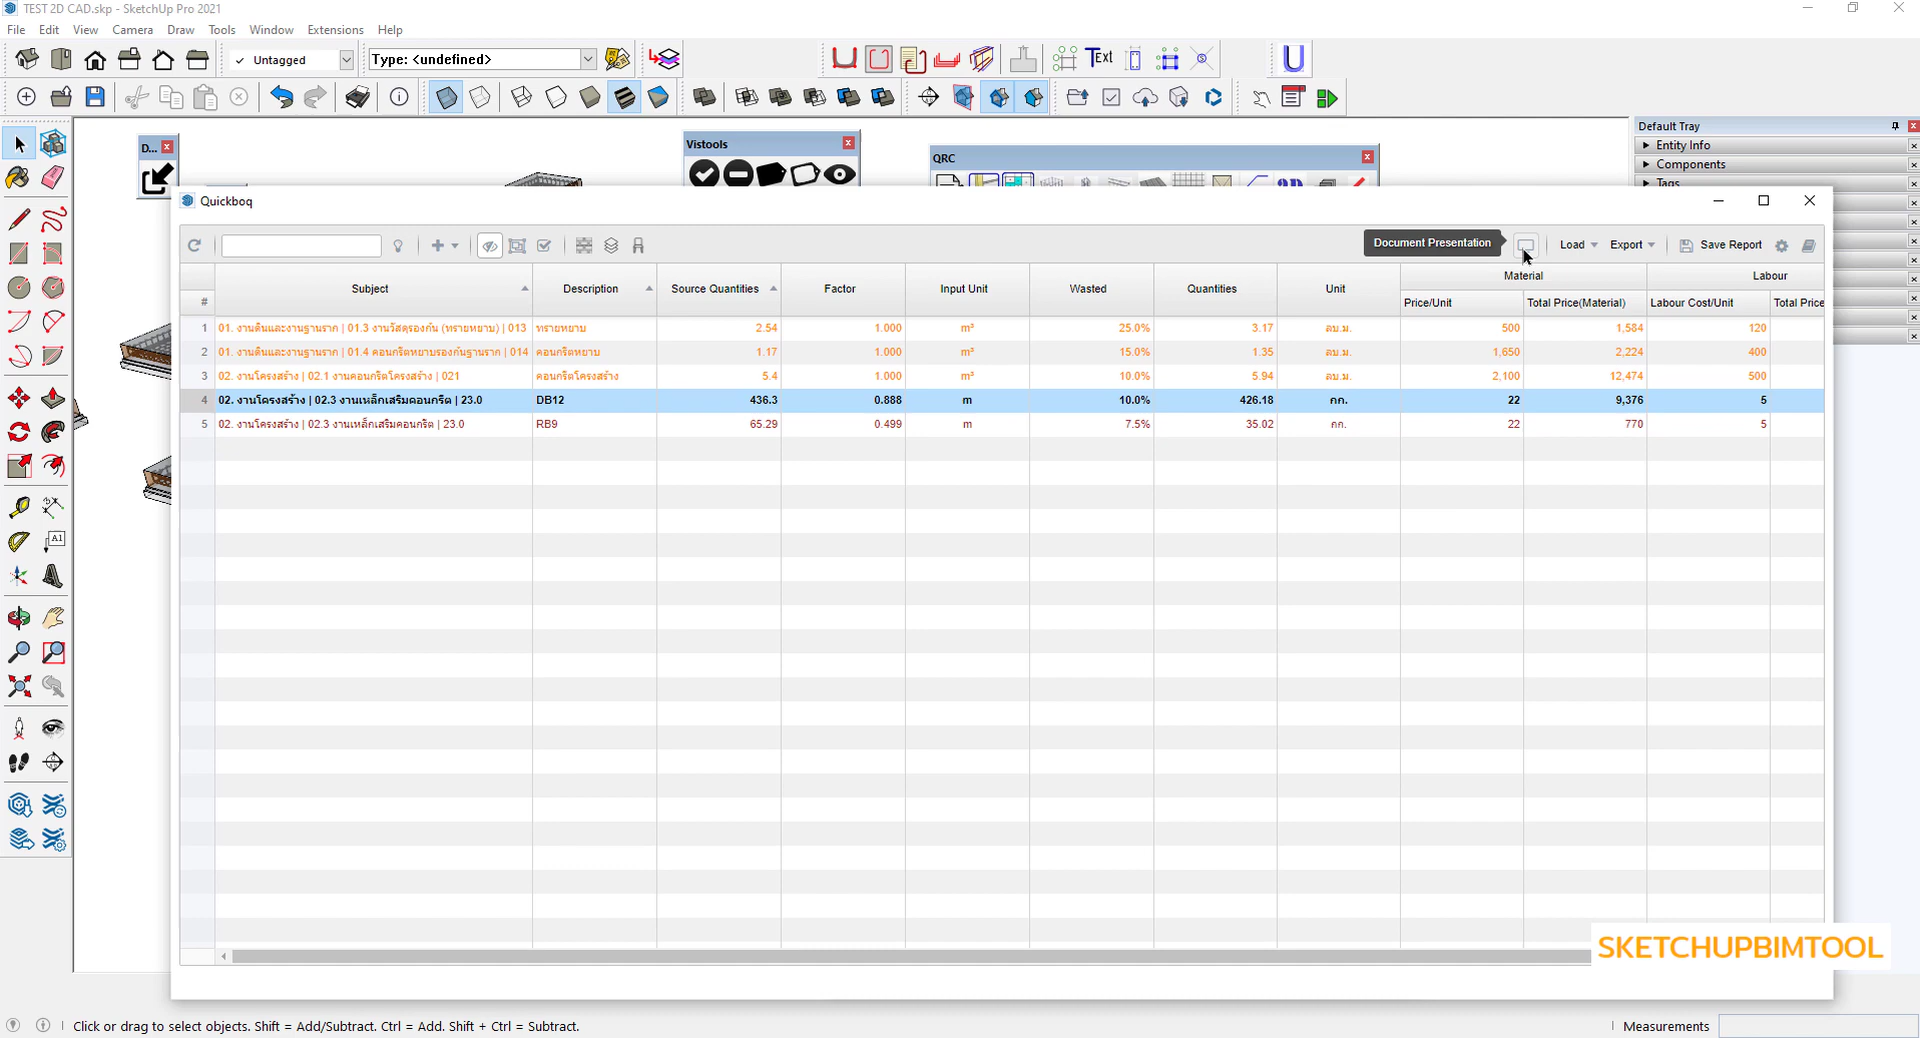 TEST 2D CAD.skp - SketchUp Pro 2021
File Edit View Camera Draw Tools Window Extensions Help
Untagged
Type: <undefined>
Text
D...
Vistools
QRC
Default Tray
Entity Info
Components
Tags
Quickboq
Document Presentation
Load Export Save Report
Material Labour
# Subject Description Source Quantities Factor Input Unit Wasted Quantities Unit Price/Unit Total Price(Material) Labour Cost/Unit Total Price
1 01. งานดินและงานฐานราก | 01.3 งานวัสดุรองก้น (ทรายหยาบ) | 013 ทรายหยาบ 2.54 1.000 m³ 25.0% 3.17 ลบ.ม. 500 1,584 120
2 01. งานดินและงานฐานราก | 01.4 คอนกรีตหยาบรองก้นฐานราก | 014 คอนกรีตหยาบ 1.17 1.000 m³ 15.0% 1.35 ลบ.ม. 1,650 2,224 400
3 02. งานโครงสร้าง | 02.1 งานคอนกรีตโครงสร้าง | 021 คอนกรีตโครงสร้าง 5.4 1.000 m³ 10.0% 5.94 ลบ.ม. 2,100 12,474 500
4 02. งานโครงสร้าง | 02.3 งานเหล็กเสริมคอนกรีต | 23.0 DB12 436.3 0.888 m 10.0% 426.18 กก. 22 9,376 5
5 02. งานโครงสร้าง | 02.3 งานเหล็กเสริมคอนกรีต | 23.0 RB9 65.29 0.499 m 7.5% 35.02 กก. 22 770 5
SKETCHUPBIMTOOL
Click or drag to select objects. Shift = Add/Subtract. Ctrl = Add. Shift + Ctrl = Subtract.
Measurements